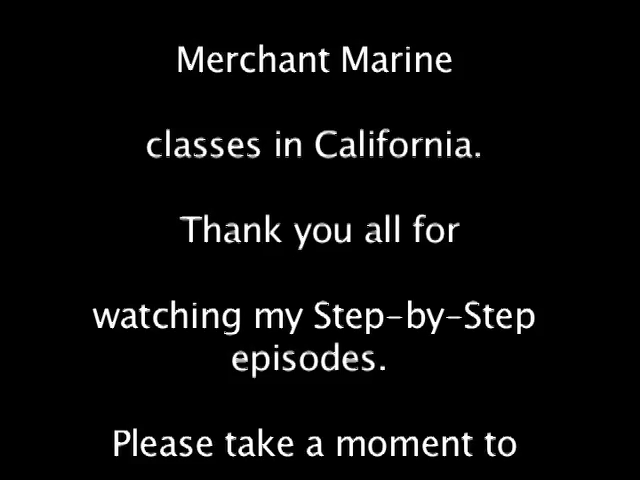 Merchant Marine
classes in California.
Thank you all for
watching my Step-by-Step
episodes.
Please take a moment to